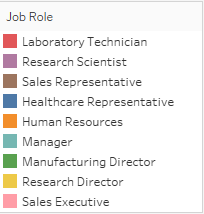 Job Role
Laboratory Technician
Research Scientist
Sales Representative
Healthcare Representative
Human Resources
Manager
Manufacturing Director
Research Director
Sales Executive